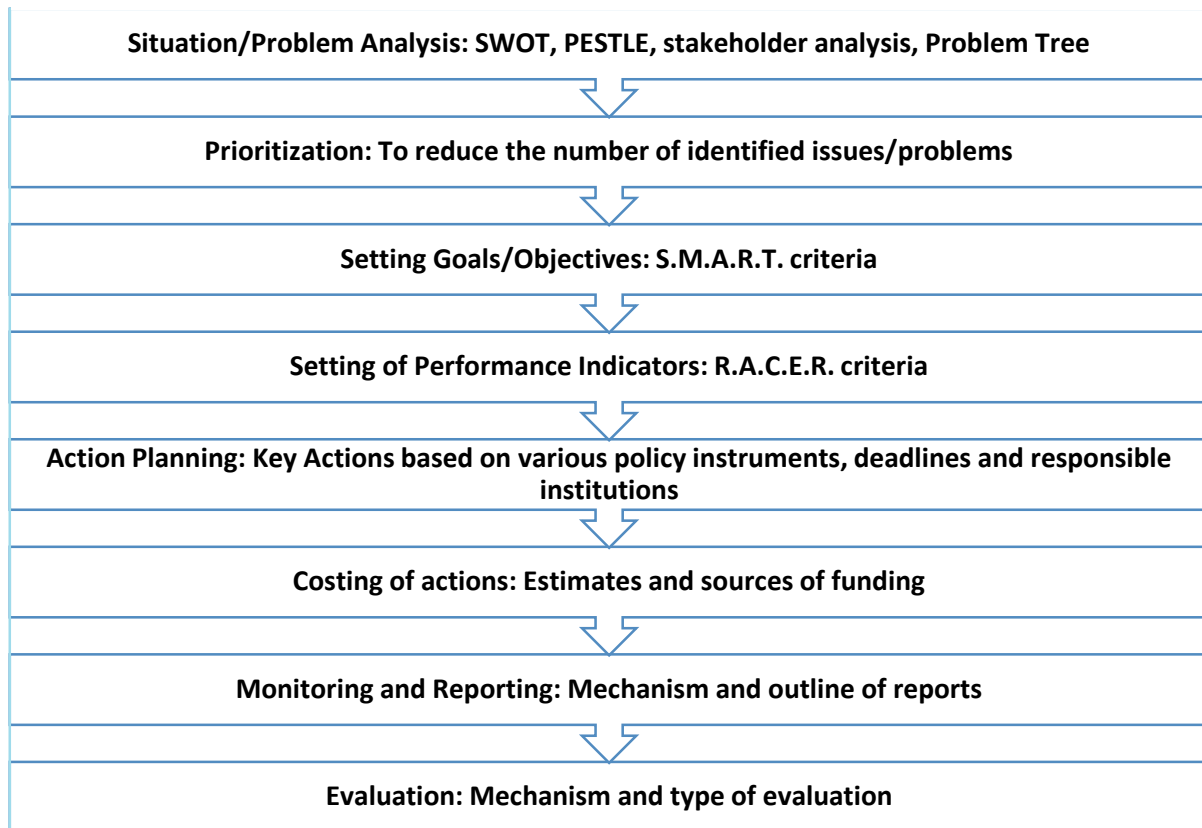 Situation/Problem Analysis: SWOT, PESTLE, stakeholder analysis, Problem Tree
Prioritization: To reduce the number of identified issues/problems
Setting Goals/Objectives: S.M.A.R.T. criteria
Setting of Performance Indicators: R.A.C.E.R. criteria
Action Planning: Key Actions based on various policy instruments, deadlines and responsible
institutions
Costing of actions: Estimates and sources of funding
Monitoring and Reporting: Mechanism and outline of reports
Evaluation: Mechanism and type of evaluation